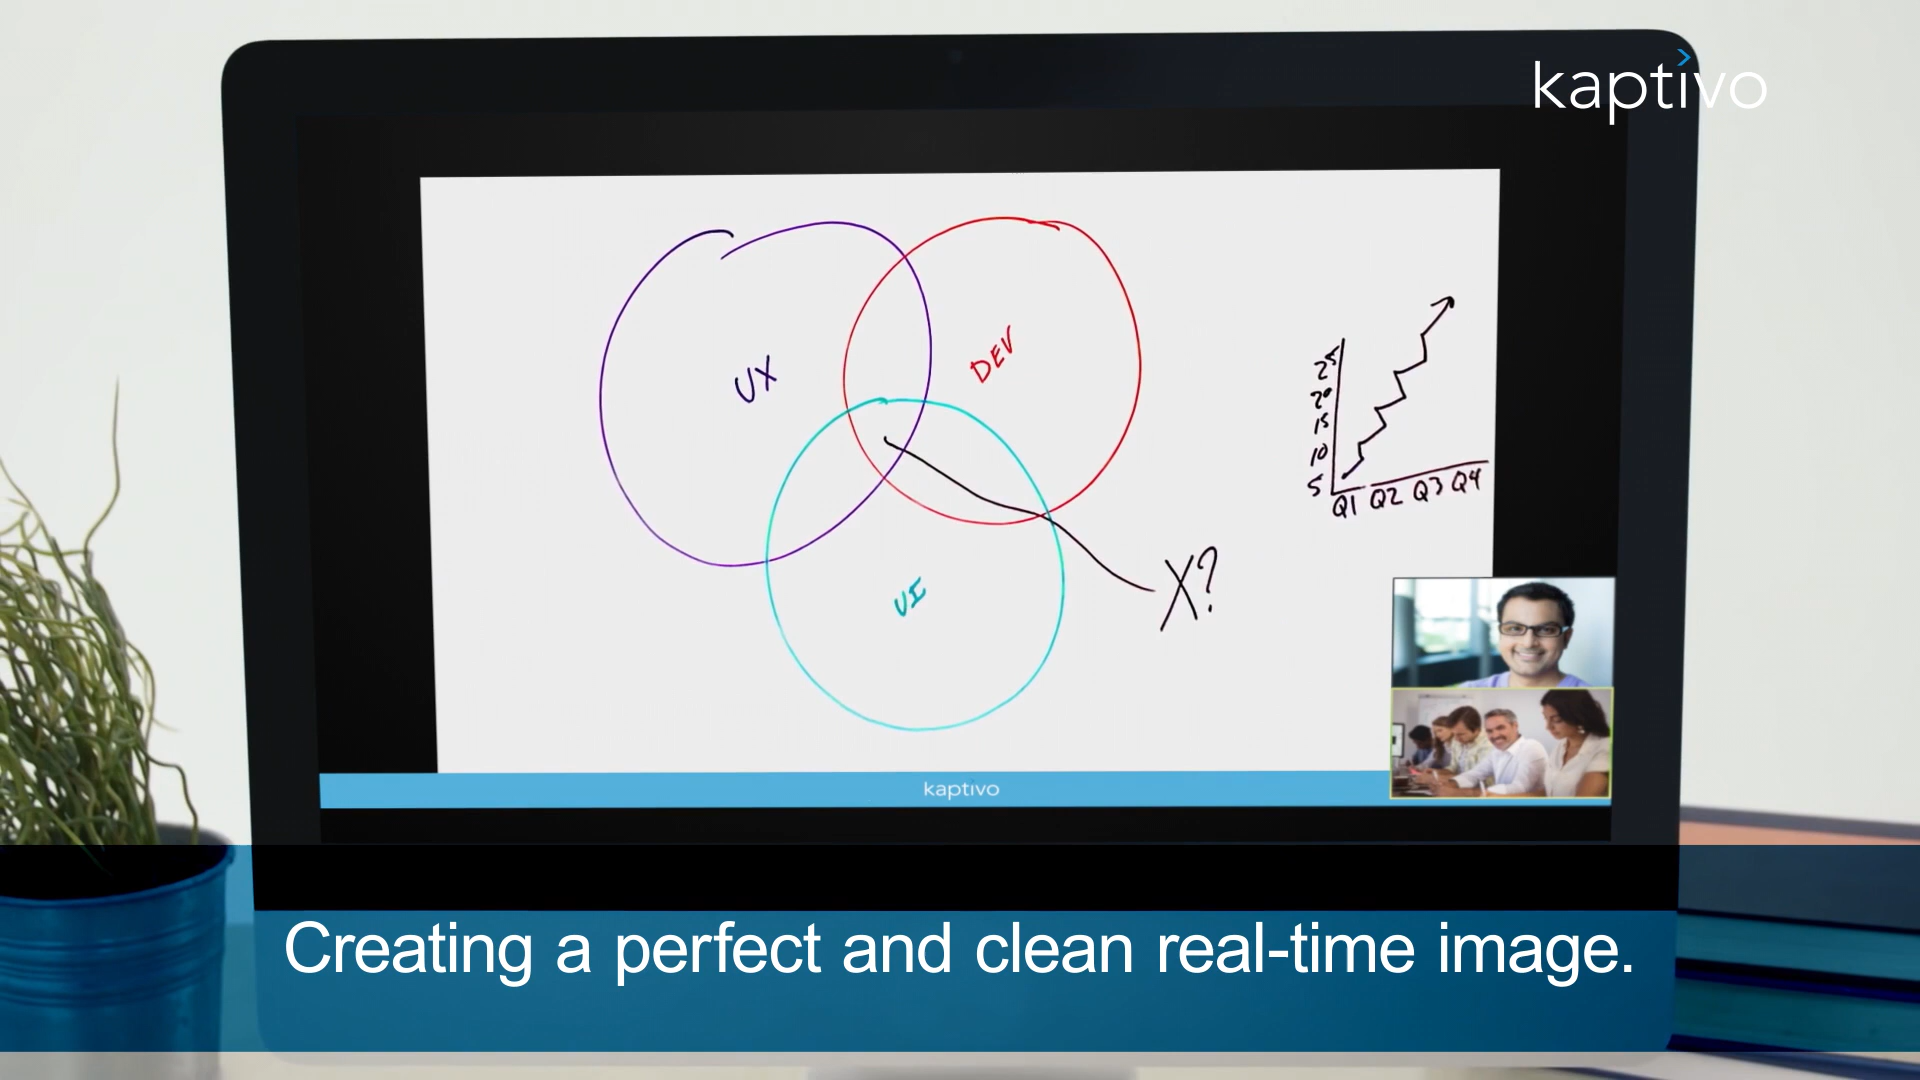 kaptivo
UX
DEV
UI
X?
25
20
15
10
5
Q1 Q2 Q3 Q4
kaptivo
Creating a perfect and clean real-time image.